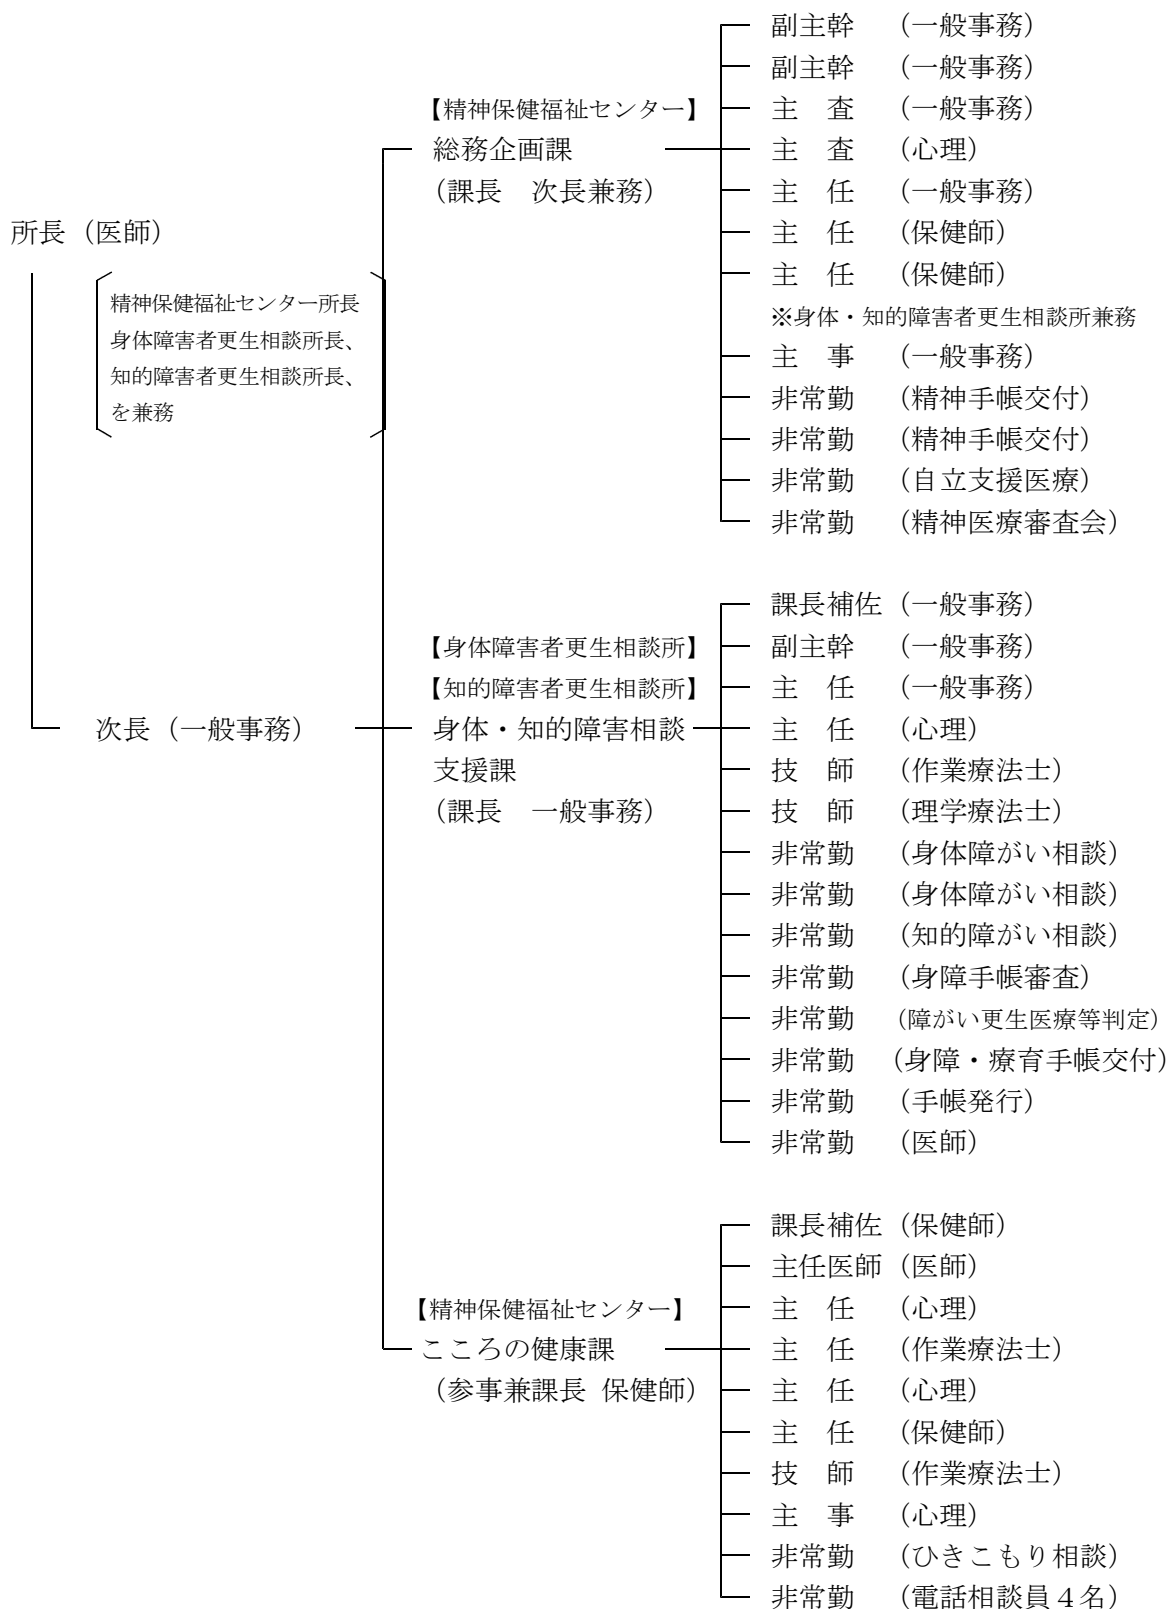 所長（医師）
精神保健福祉センター所長
身体障害者更生相談所長、
知的障害者更生相談所長、
を兼務
次長（一般事務）
【精神保健福祉センター】
総務企画課
（課長　次長兼務）
副主幹　（一般事務）
副主幹　（一般事務）
主　査　（一般事務）
主　査　（心理）
主　任　（一般事務）
主　任　（保健師）
主　任　（保健師）
※身体・知的障害者更生相談所兼務
主　事　（一般事務）
非常勤　（精神手帳交付）
非常勤　（精神手帳交付）
非常勤　（自立支援医療）
非常勤　（精神医療審査会）
【身体障害者更生相談所】
【知的障害者更生相談所】
身体・知的障害相談
支援課
（課長　一般事務）
課長補佐（一般事務）
副主幹　（一般事務）
主　任　（一般事務）
主　任　（心理）
技　師　（作業療法士）
技　師　（理学療法士）
非常勤　（身体障がい相談）
非常勤　（身体障がい相談）
非常勤　（知的障がい相談）
非常勤　（身障手帳審査）
非常勤　（障がい更生医療等判定）
非常勤　（身障・療育手帳交付）
非常勤　（手帳発行）
非常勤　（医師）
【精神保健福祉センター】
こころの健康課
（参事兼課長 保健師）
課長補佐（保健師）
主任医師（医師）
主　任　（心理）
主　任　（作業療法士）
主　任　（心理）
主　任　（保健師）
技　師　（作業療法士）
主　事　（心理）
非常勤　（ひきこもり相談）
非常勤　（電話相談員４名）